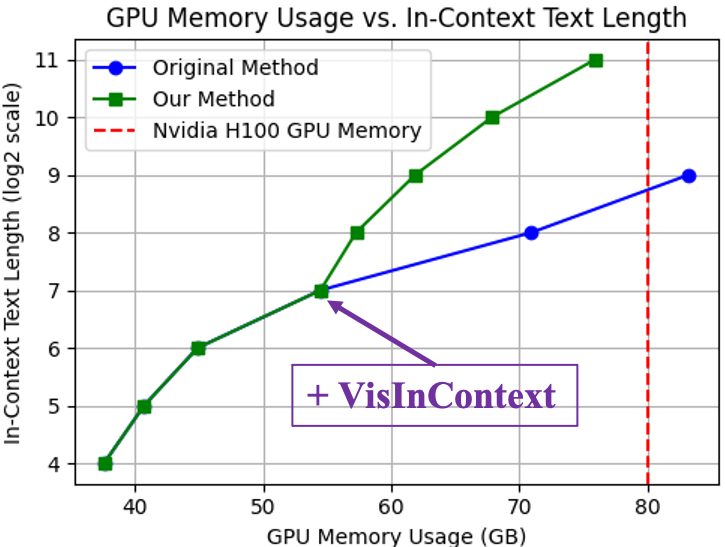 GPU Memory Usage vs. In-Context Text Length
Original Method
Our Method
Nvidia H100 GPU Memory
In-Context Text Length (log2 scale)
11
10
9
8
7
6
5
4
+ VisInContext
40 50 60 70 80
GPU Memory Usage (GB)